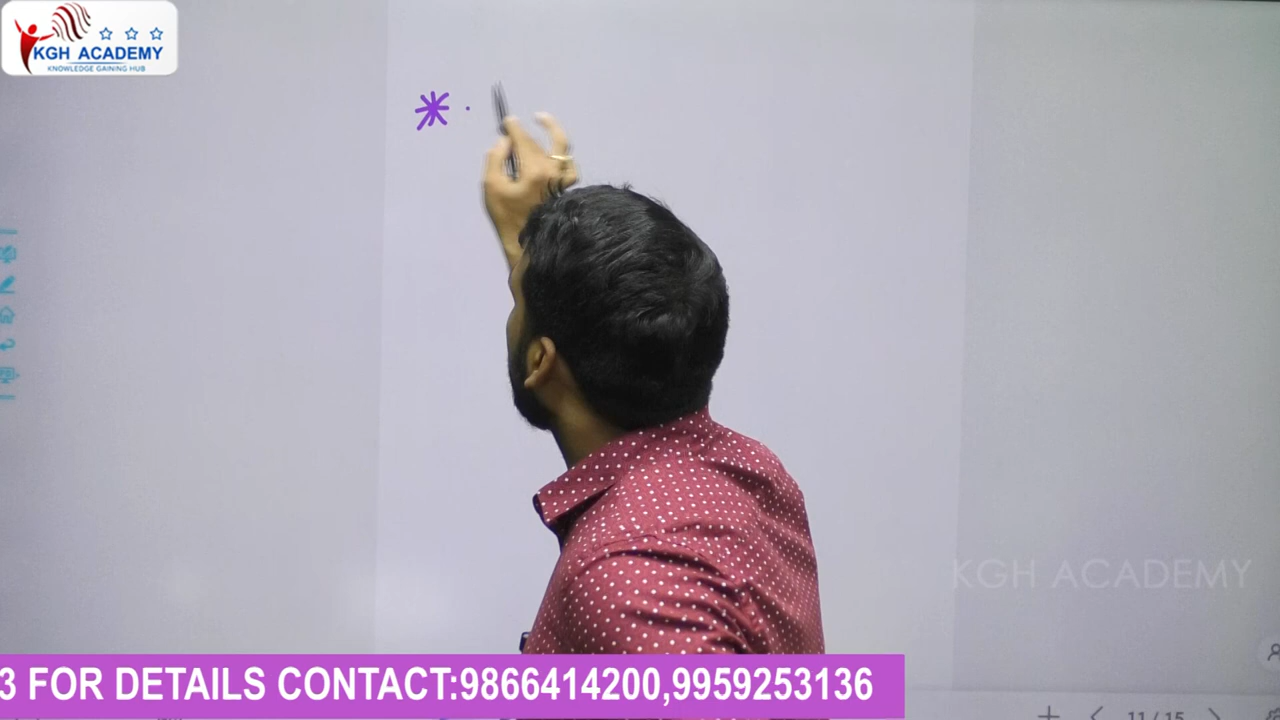 KGH ACADEMY
KNOWLEDGE GAINING HUB
*.
KGH ACADEMY
3 FOR DETAILS CONTACT:9866414200,9959253136
11/15